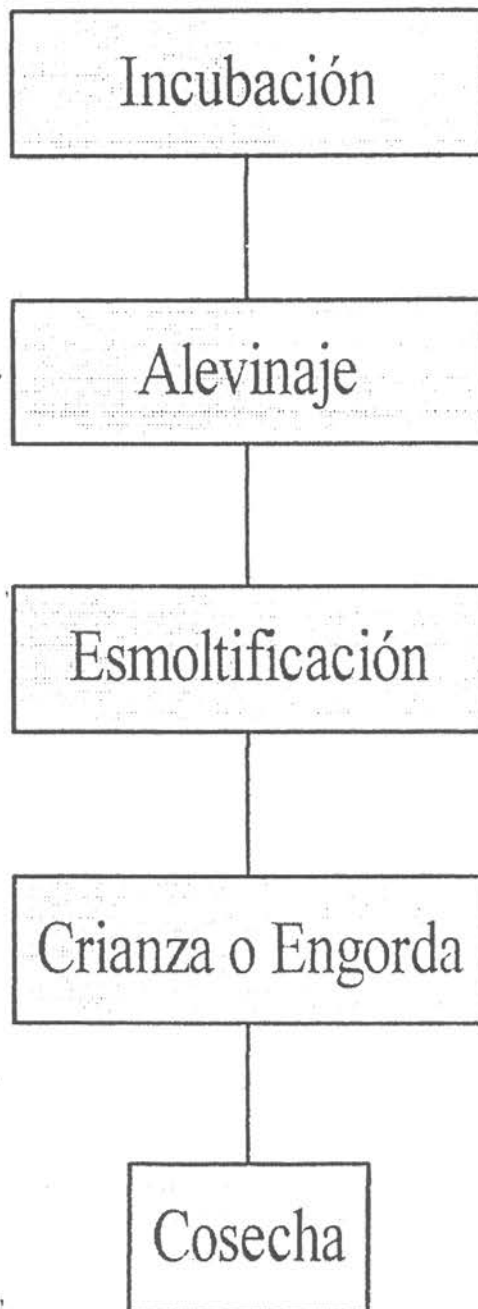 Incubación
Alevinaje
Esmoltificación
Crianza o Engorda
Cosecha